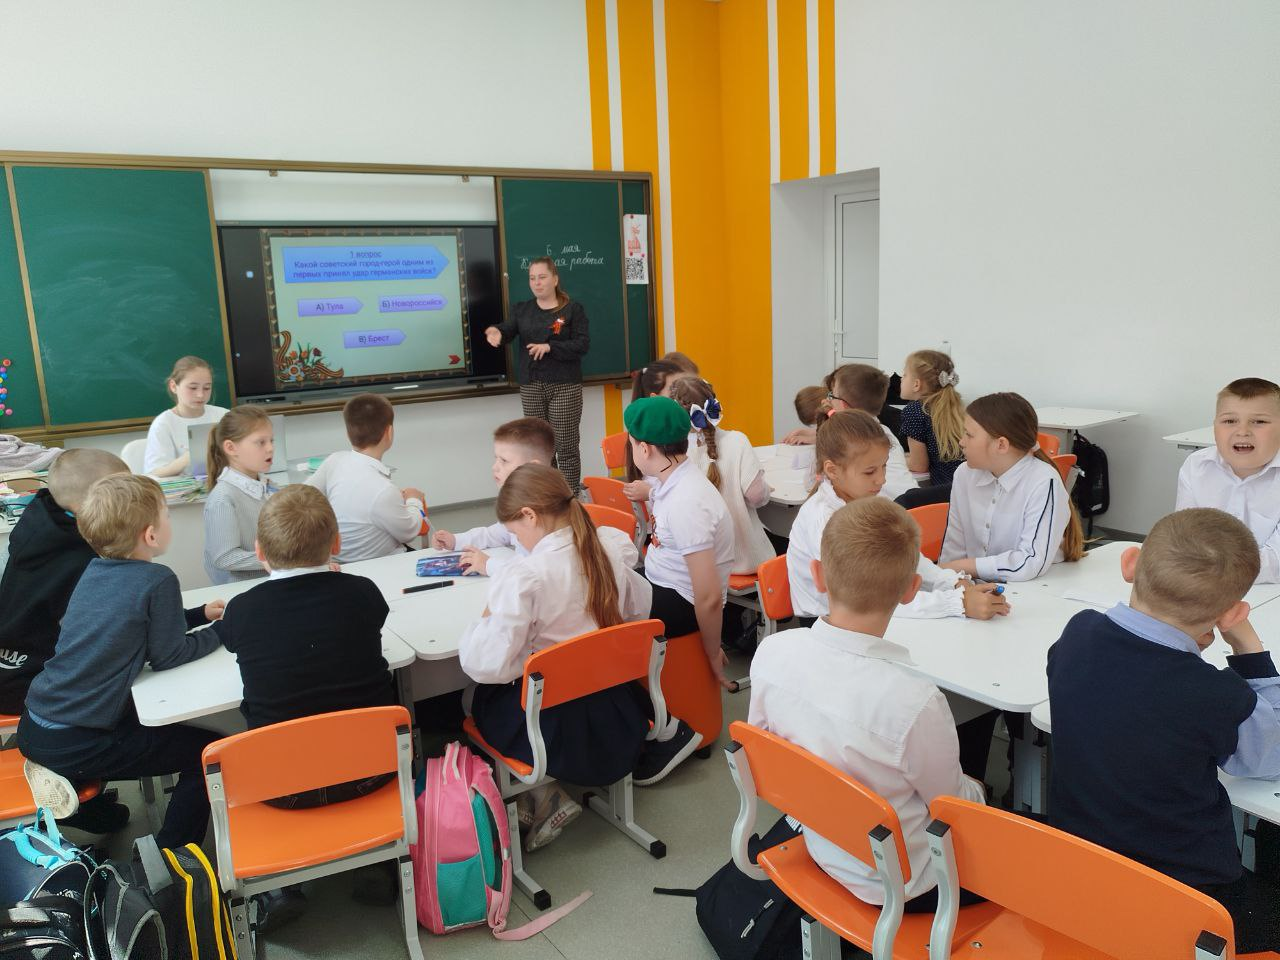 1 вопрос
Какой советский город-герой одним из
первых принял удар германских войск?
А) Тула
Б) Новороссийск
В) Брест
6 мая
работа
use